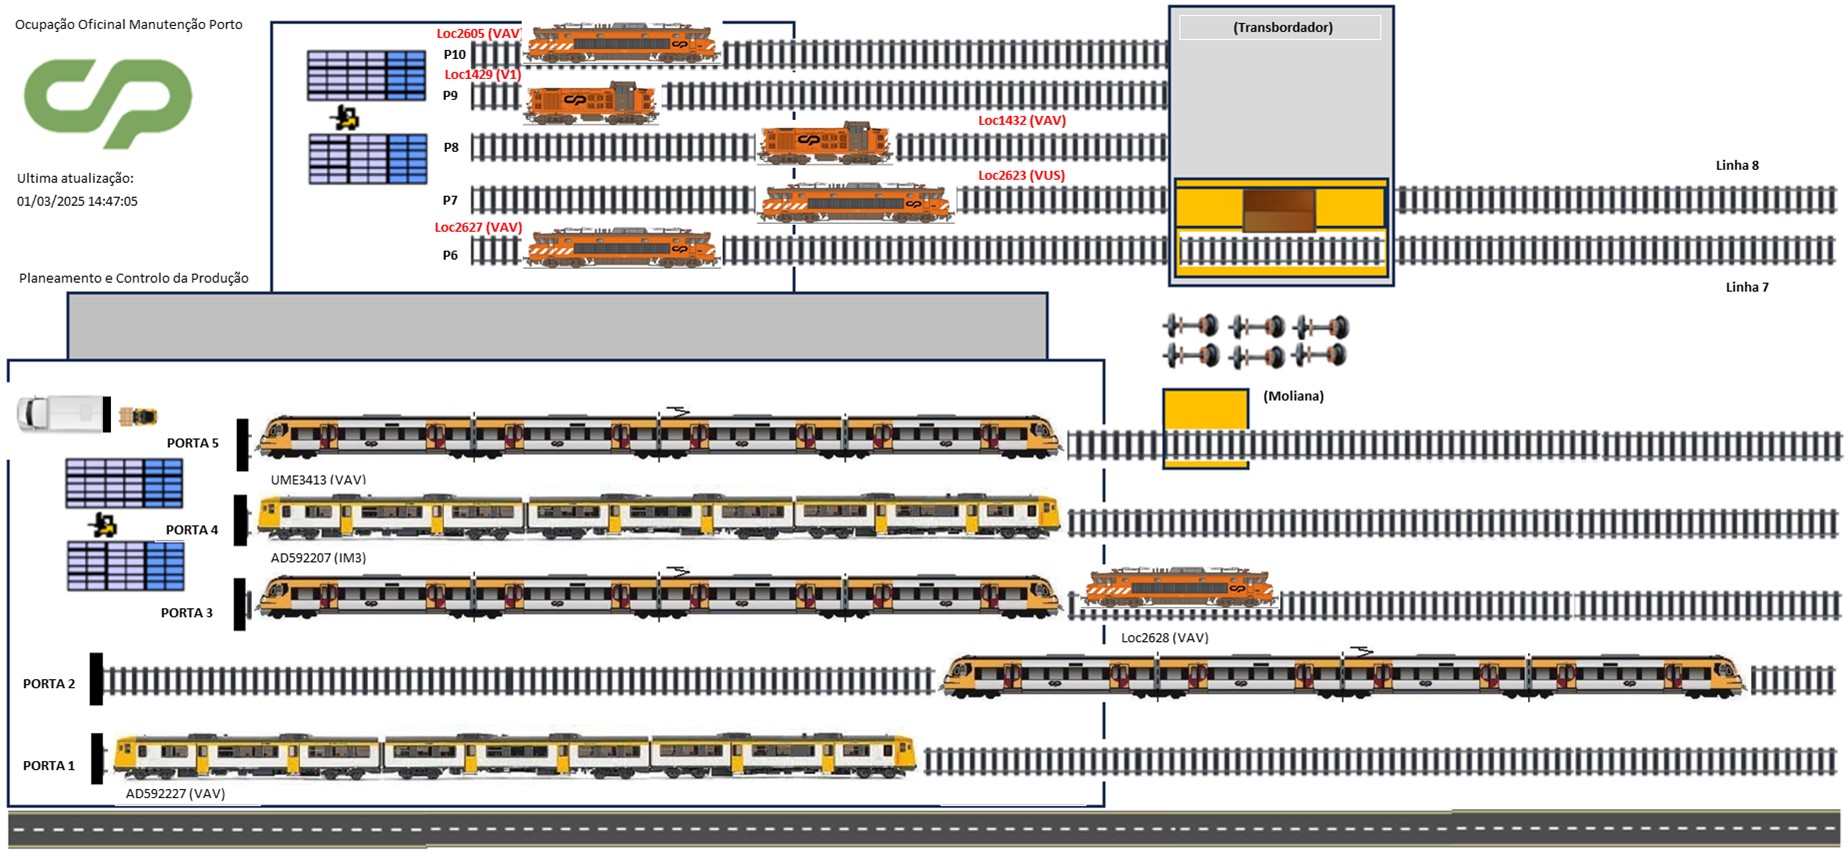 Ocupação Oficinal Manutenção Porto
CP
Ultima atualização:
01/03/2025 14:47:05
Planeamento e Controlo da Produção
Loc2605 (VAV)
P10
Loc1429 (V1)
P9
Loc1432 (VAV)
P8
Loc2623 (VUS)
P7
Loc2627 (VAV)
P6
(Transbordador)
Linha 8
Linha 7
(Moliana)
PORTA 5
UME3413 (VAV)
PORTA 4
AD592207 (IM3)
PORTA 3
Loc2628 (VAV)
PORTA 2
PORTA 1
AD592227 (VAV)